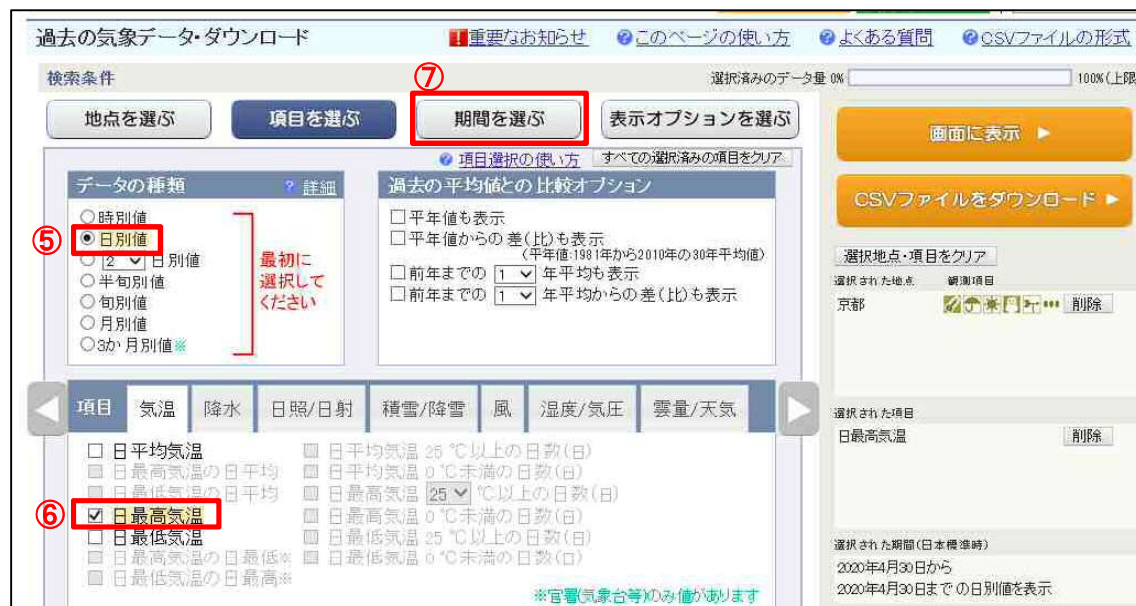 過去の気象データ・ダウンロード
重要なお知らせ
このページの使い方
よくある質問
CSVファイルの形式
検索条件
⑦
選択済みのデータ量 0%
100%(上限
地点を選ぶ
項目を選ぶ
期間を選ぶ
表示オプションを選ぶ
画面に表示
CSVファイルをダウンロード
項目選択の使い方
すべての選択済みの項目をクリア
データの種類
? 詳細
過去の平均値との比較オプション
時別値
⑤
日別値
2 日別値
半旬別値
旬別値
月別値
3か月別値※
最初に
選択して
ください
平年値も表示
平年値からの差(比)も表示
(平年値:1981年から2010年の30年平均値)
前年までの 1 年平均も表示
前年までの 1 年平均からの差(比)も表示
選択地点・項目をクリア
選択された地点 観測項目
京都
削除
項目
気温
降水
日照/日射
積雪/降雪
風
湿度/気圧
雲量/天気
選択された項目
日最高気温
削除
日平均気温
日平均気温 25 ℃以上の日数(日)
日最高気温の日平均
日平均気温 0 ℃未満の日数(日)
日最低気温の日平均
日最高気温 25 ℃以上の日数(日)
⑥
日最高気温
日最高気温 0 ℃未満の日数(日)
日最低気温
日最低気温 25 ℃以上の日数(日)
日最高気温の日最低※
日最低気温 0 ℃未満の日数(日)
日最低気温の日最高※
※官署(気象台等)のみ値があります
選択された期間(日本標準時)
2020年4月30日から
2020年4月30日までの日別値を表示